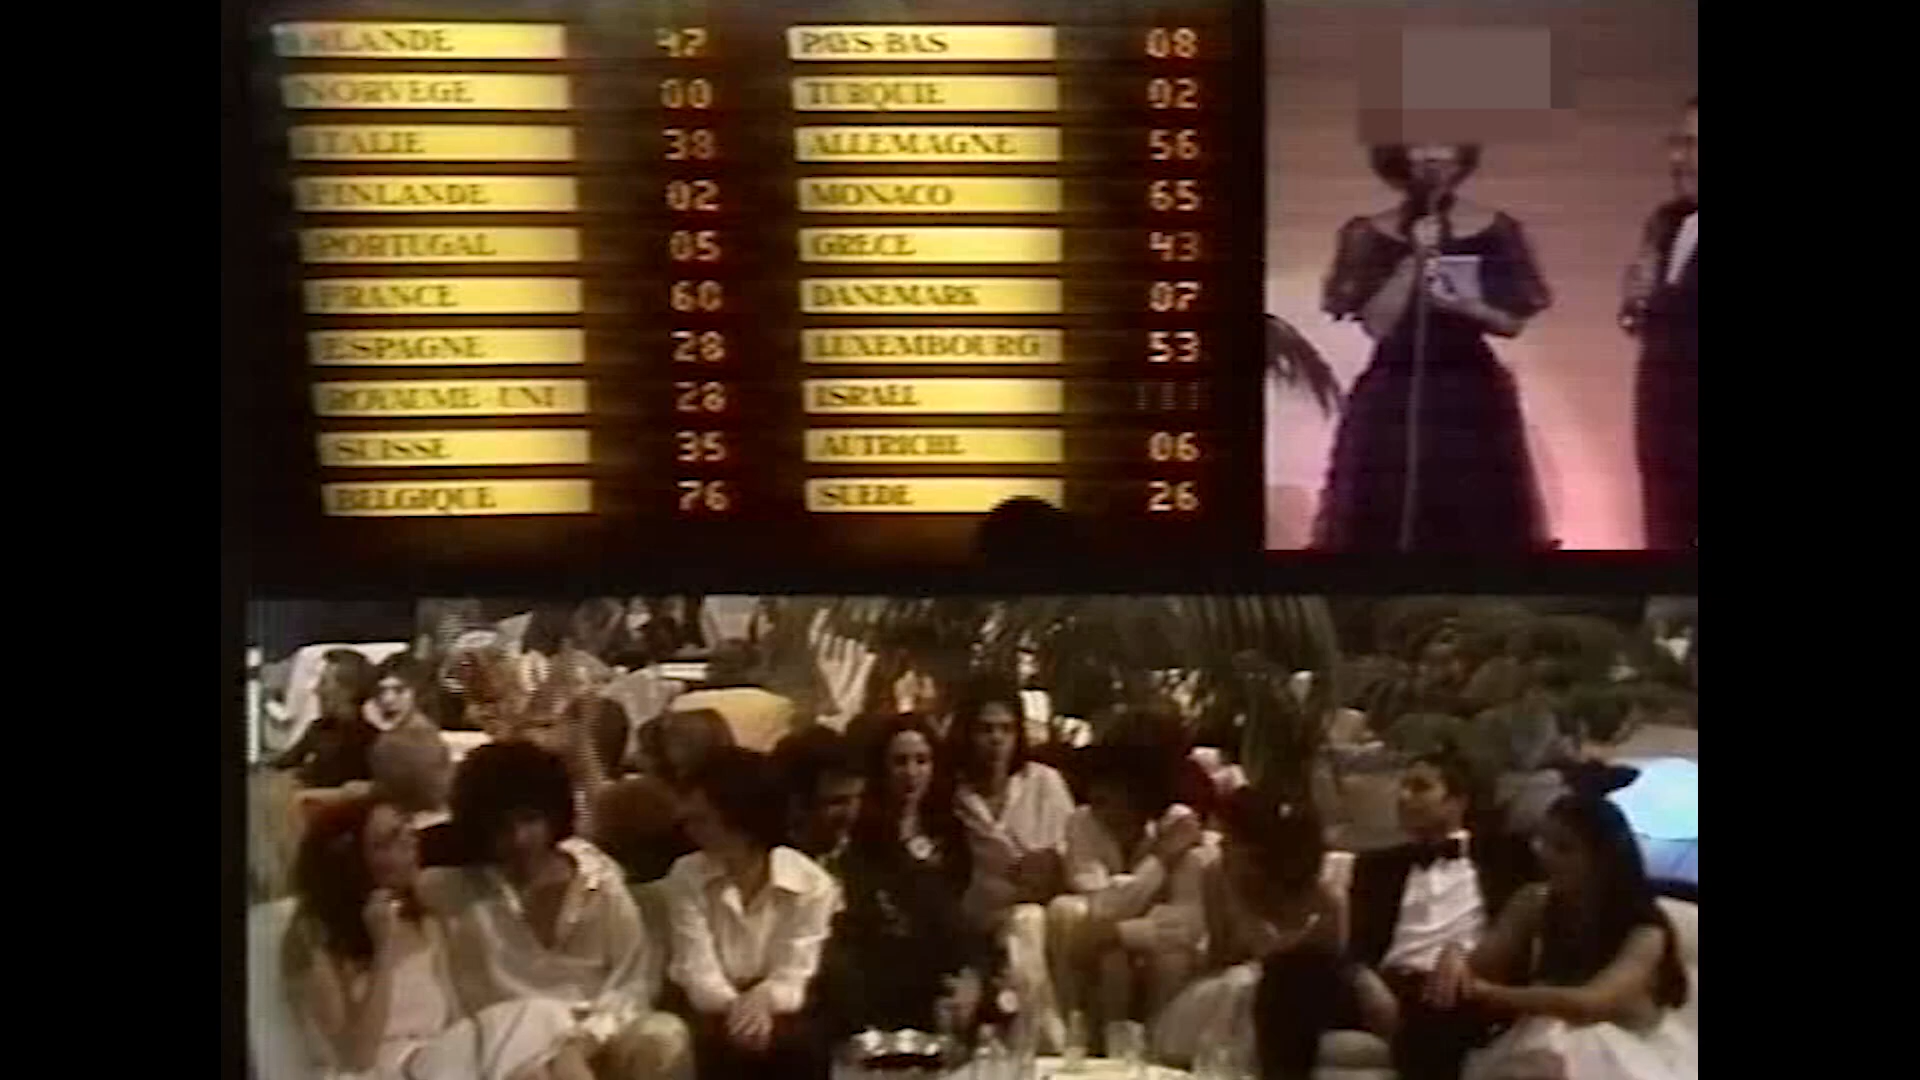 IRLANDE 47
NORVEGE 00
ITALIE 38
FINLANDE 02
PORTUGAL 05
FRANCE 60
ESPAGNE 28
ROYAUME-UNI 28
SUISSE 35
BELGIQUE 76
PAYS-BAS 08
TURQUIE 02
ALLEMAGNE 56
MONACO 65
GRECE 43
DANEMARK 07
LUXEMBOURG 53
ISRAEL
AUTRICHE 06
SUEDE 26